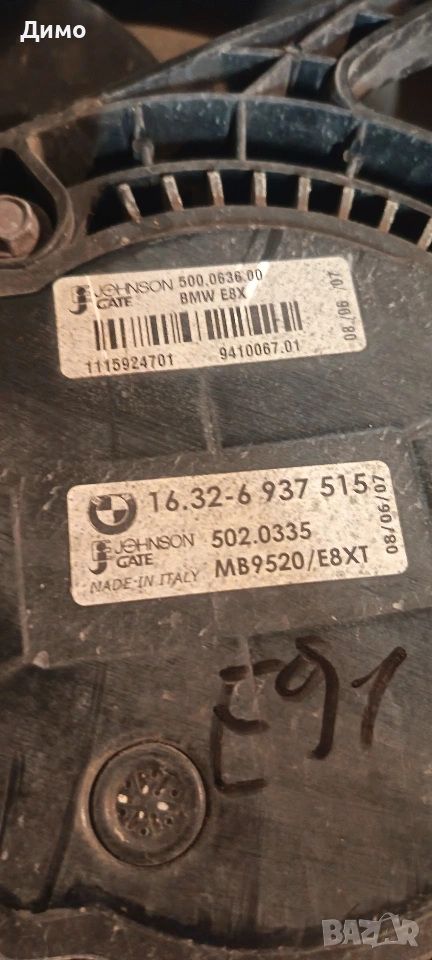 Димо
JOHNSON
GATE
500.0636.00
BMW E8X
08/06/07
1115924701
9410067.01
16.32-6 937 515
JOHNSON
GATE
502.0335
MADE IN ITALY
MB9520/E8XT
08/06/07
E91
BAZAR